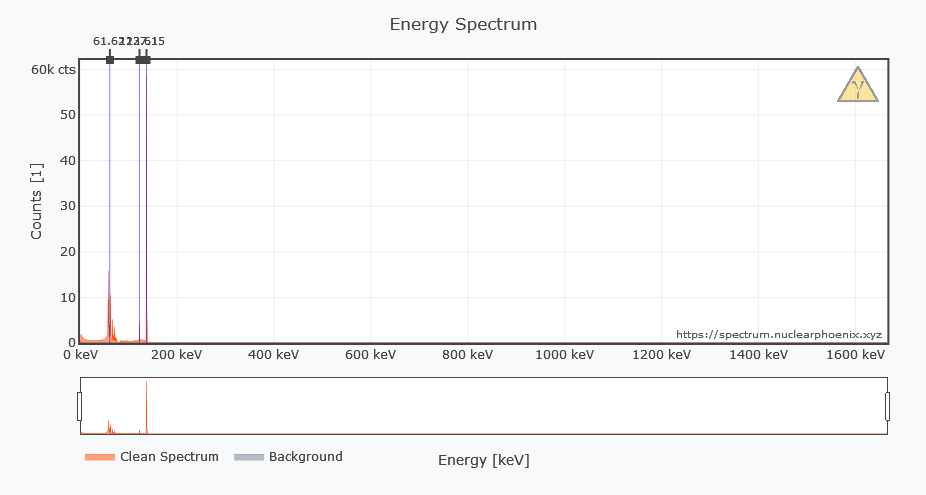 Energy Spectrum
60k cts
50
40
30
20
10
0
Counts [1]
γ
https://spectrum.nuclearphoenix.xyz
0 keV 200 keV 400 keV 600 keV 800 keV 1000 keV 1200 keV 1400 keV 1600 keV
Clean Spectrum Background
Energy [keV]